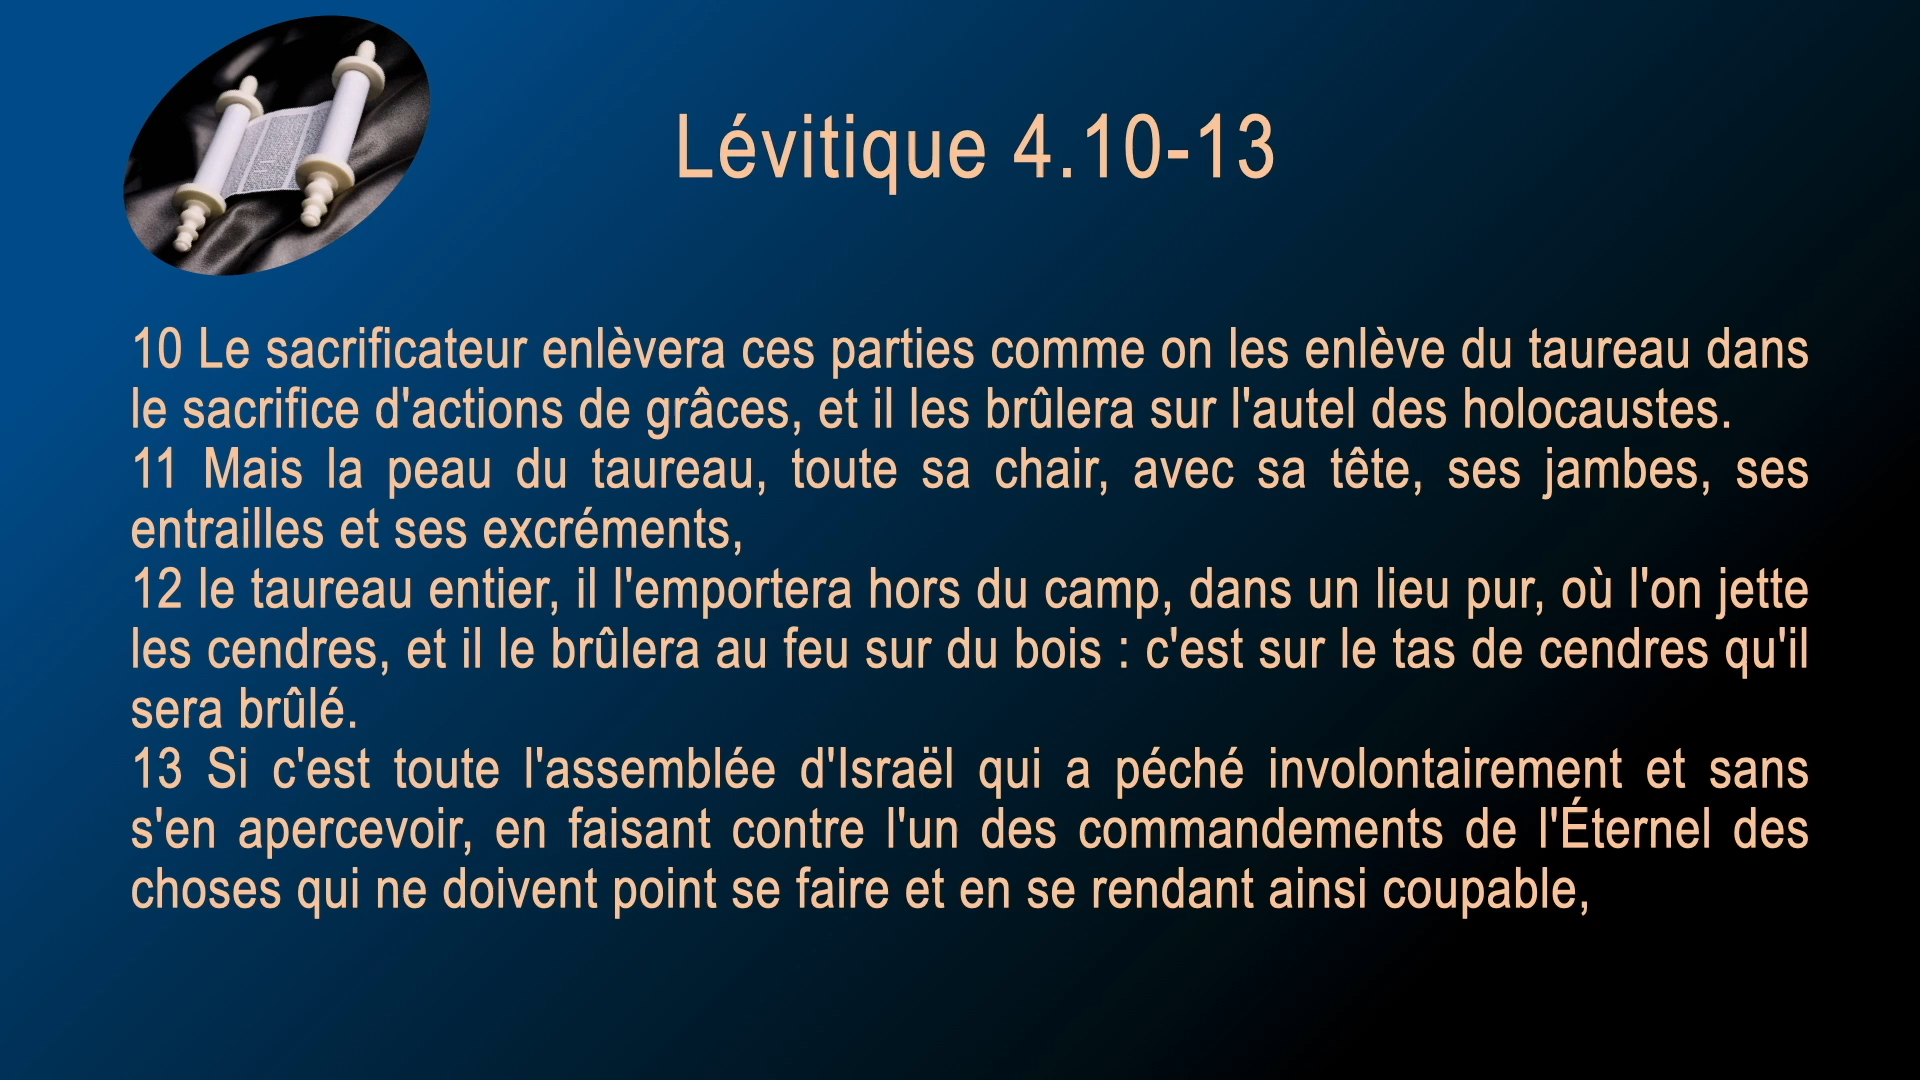 Lévitique 4.10-13
10 Le sacrificateur enlèvera ces parties comme on les enlève du taureau dans
le sacrifice d'actions de grâces, et il les brûlera sur l'autel des holocaustes.
11 Mais la peau du taureau, toute sa chair, avec sa tête, ses jambes, ses
entrailles et ses excréments,
12 le taureau entier, il l'emportera hors du camp, dans un lieu pur, où l'on jette
les cendres, et il le brûlera au feu sur du bois : c'est sur le tas de cendres qu'il
sera brûlé.
13 Si c'est toute l'assemblée d'Israël qui a péché involontairement et sans
s'en apercevoir, en faisant contre l'un des commandements de l'Éternel des
choses qui ne doivent point se faire et en se rendant ainsi coupable,